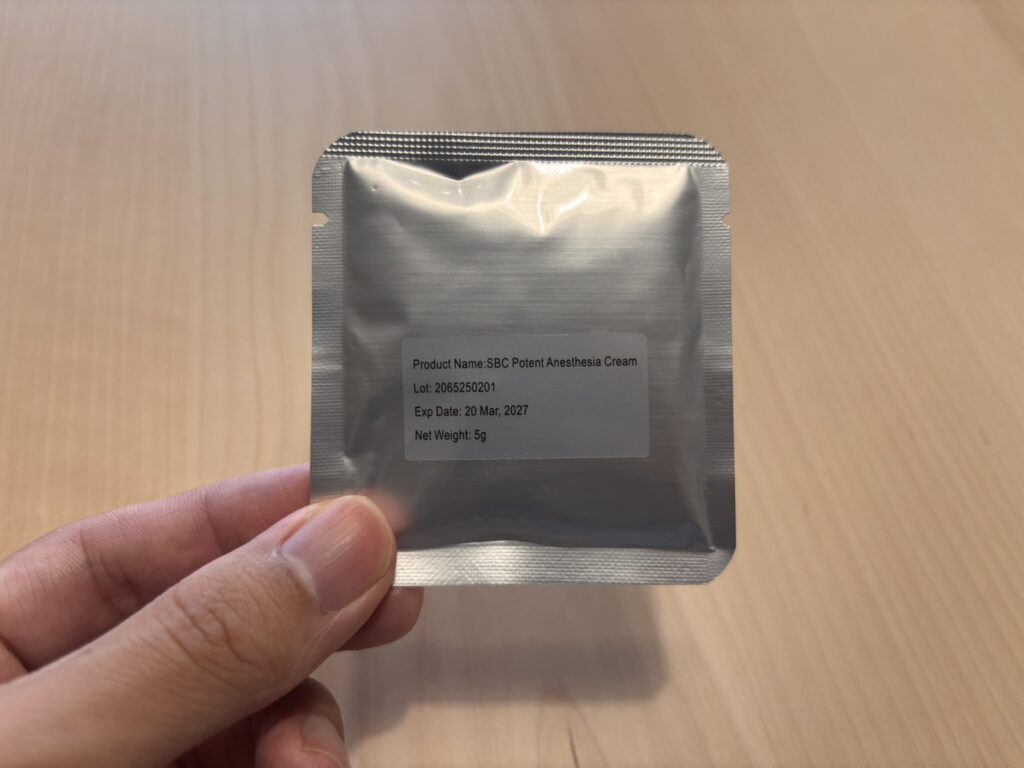 Product Name:SBC Potent Anesthesia Cream
Lot: 2065250201
Exp Date: 20 Mar, 2027
Net Weight: 5g